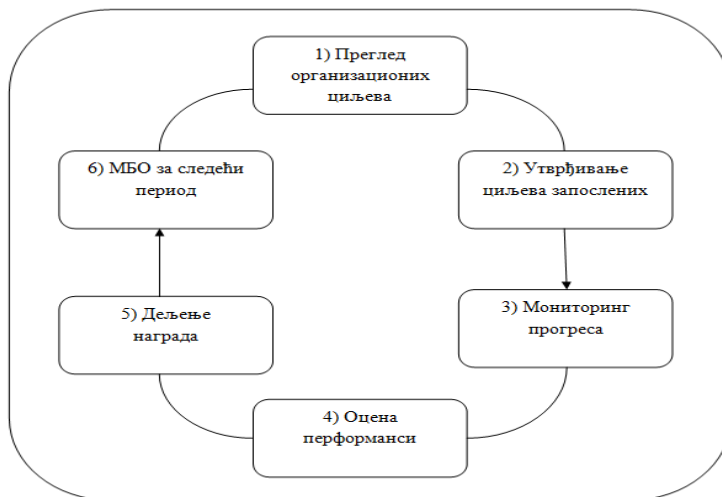 1) Преглед
организационих
циљева
2) Утврђивање
циљева запослених
3) Мониторинг
прогреса
4) Оцена
перформанси
5) Дељење
награда
6) МБО за следећи
период